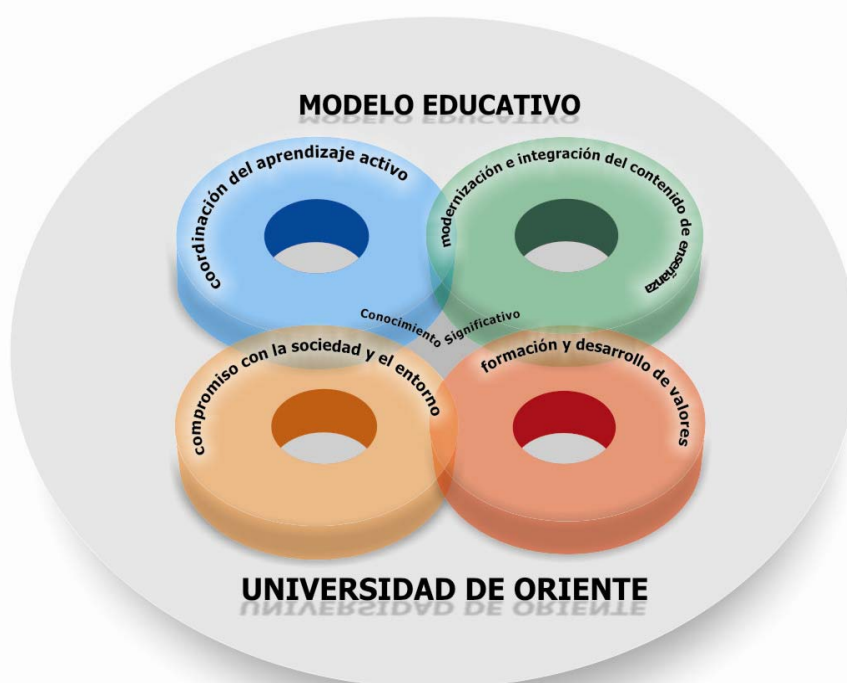 MODELO EDUCATIVO
coordinación del aprendizaje activo
modernización e integración del contenido de enseñanza
Conocimiento Significativo
compromiso con la sociedad y el entorno
formación y desarrollo de valores
UNIVERSIDAD DE ORIENTE